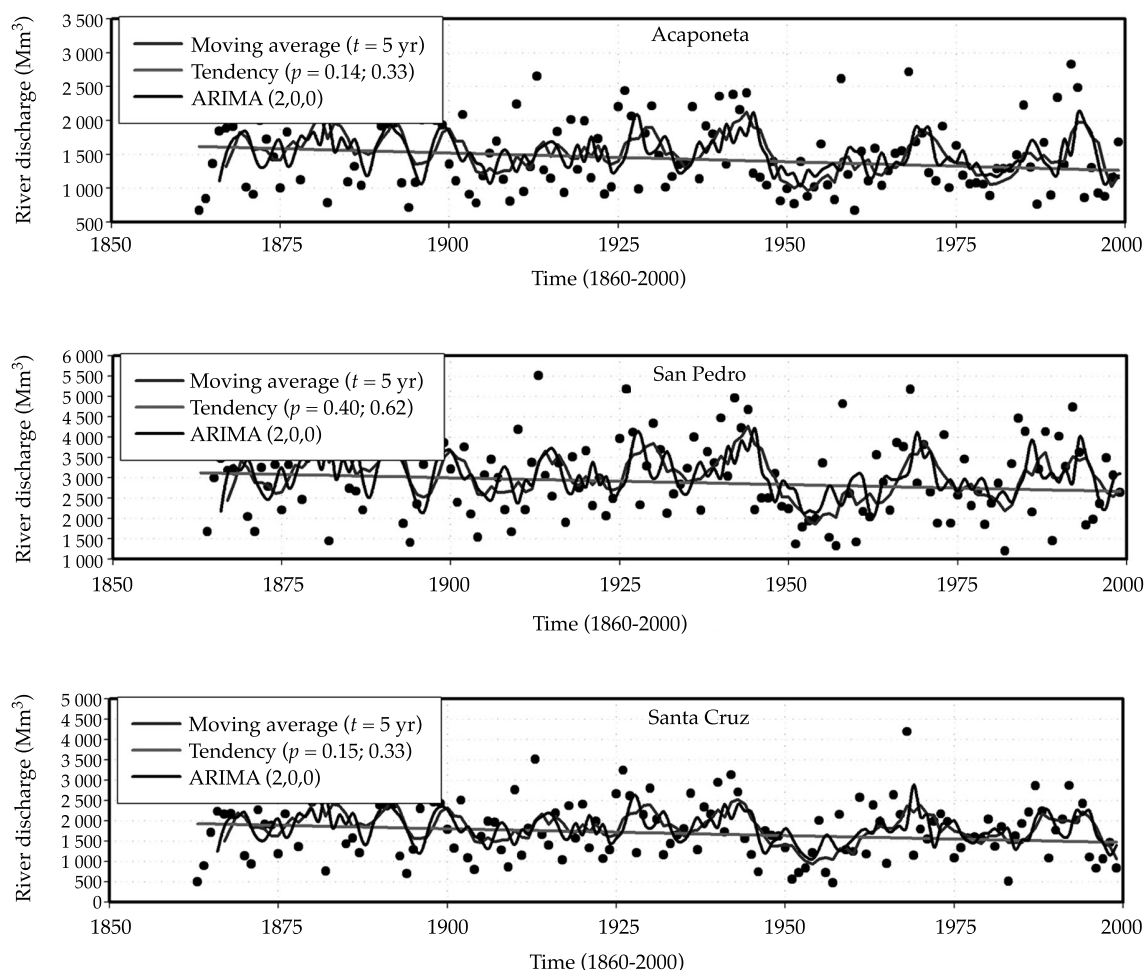 Acaponeta
River discharge (Mm³)
3 500
3 000
2 500
2 000
1 500
1 000
500
Moving average (t = 5 yr)
Tendency (p = 0.14; 0.33)
ARIMA (2,0,0)
1850 1875 1900 1925 1950 1975 2000
Time (1860-2000)
San Pedro
River discharge (Mm³)
6 000
5 500
5 000
4 500
4 000
3 500
3 000
2 500
2 000
1 500
1 000
Moving average (t = 5 yr)
Tendency (p = 0.40; 0.62)
ARIMA (2,0,0)
1850 1875 1900 1925 1950 1975 2000
Time (1860-2000)
Santa Cruz
River discharge (Mm³)
5 000
4 500
4 000
3 500
3 000
2 500
2 000
1 500
1 000
500
0
Moving average (t = 5 yr)
Tendency (p = 0.15; 0.33)
ARIMA (2,0,0)
1850 1875 1900 1925 1950 1975 2000
Time (1860-2000)